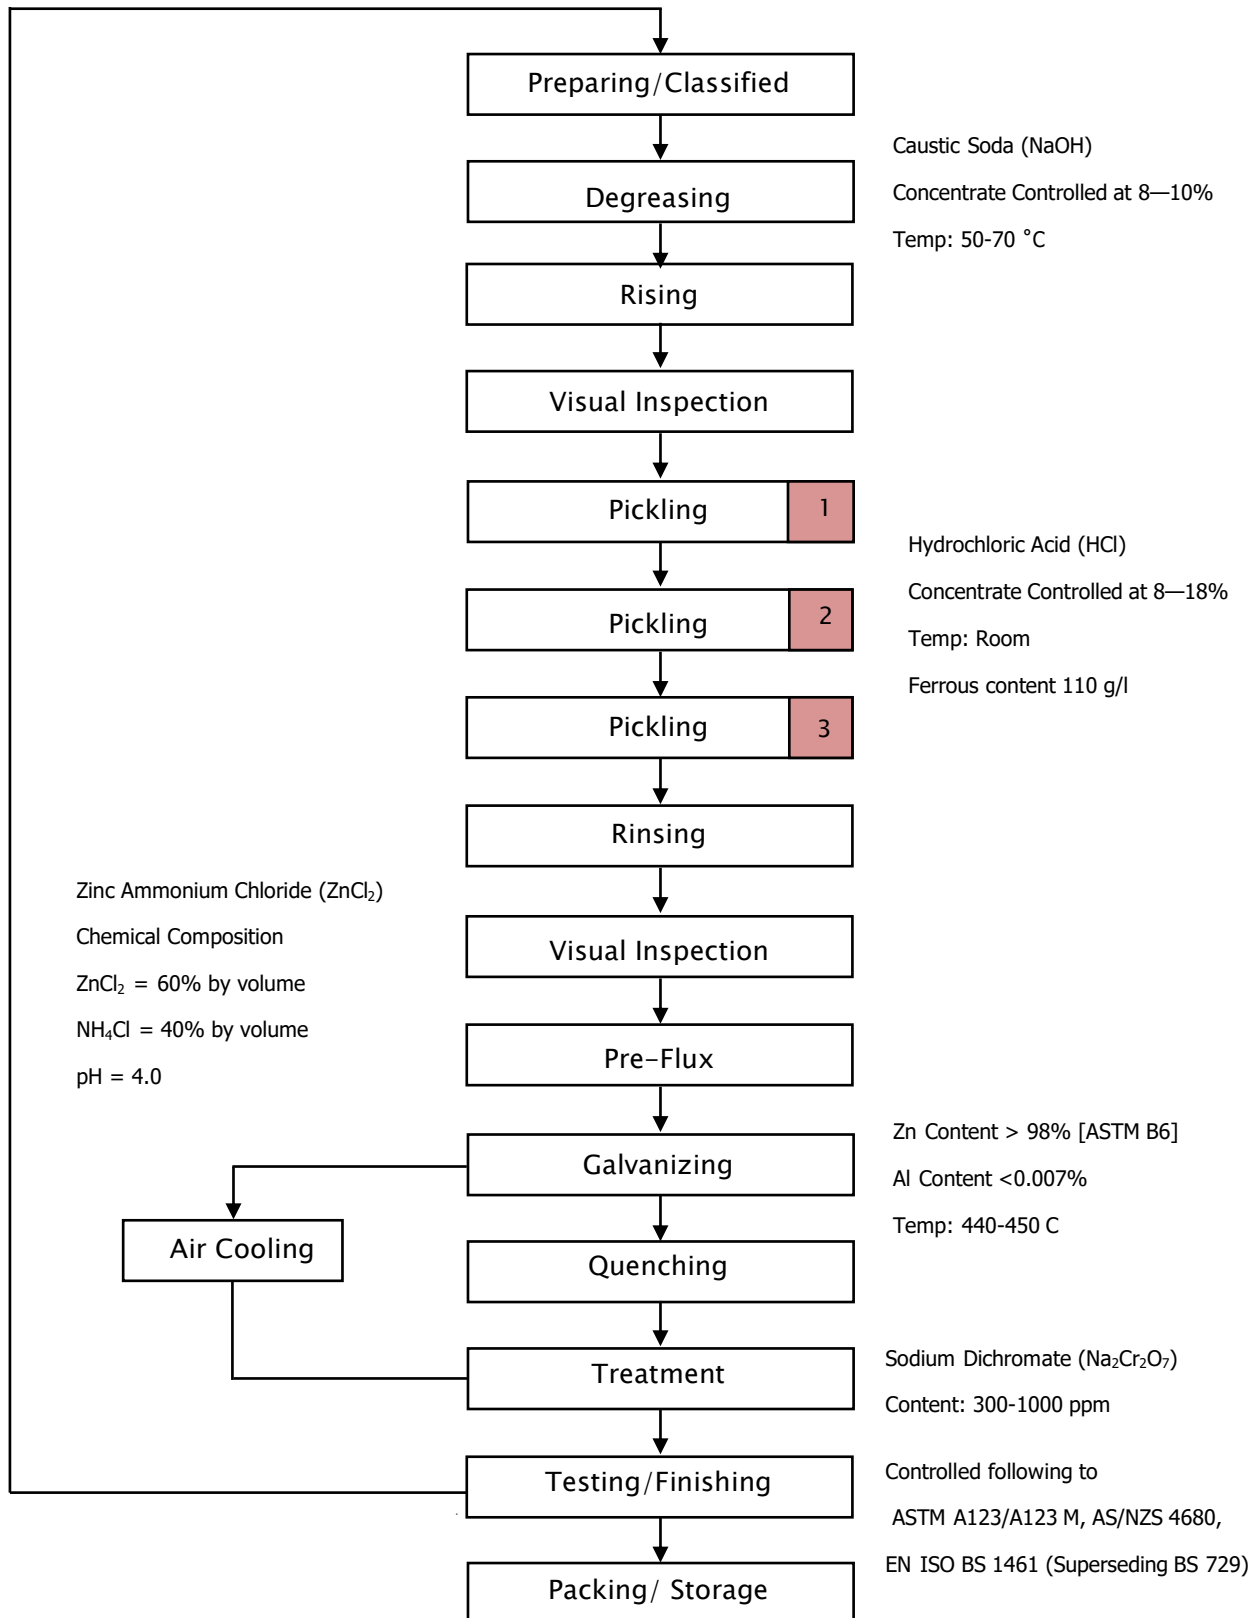 Preparing/Classified
Caustic Soda (NaOH)
Concentrate Controlled at 8—10%
Temp: 50-70 ˚C
Degreasing
Rising
Visual Inspection
Pickling 1
Pickling 2
Pickling 3
Hydrochloric Acid (HCl)
Concentrate Controlled at 8—18%
Temp: Room
Ferrous content 110 g/l
Rinsing
Visual Inspection
Zinc Ammonium Chloride (ZnCl₂)
Chemical Composition
ZnCl₂ = 60% by volume
NH₄Cl = 40% by volume
pH = 4.0
Pre-Flux
Galvanizing
Zn Content > 98% [ASTM B6]
Al Content <0.007%
Temp: 440-450 C
Air Cooling
Quenching
Treatment
Sodium Dichromate (Na₂Cr₂O₇)
Content: 300-1000 ppm
Testing/Finishing
Controlled following to
ASTM A123/A123 M, AS/NZS 4680,
EN ISO BS 1461 (Superseding BS 729)
Packing/ Storage